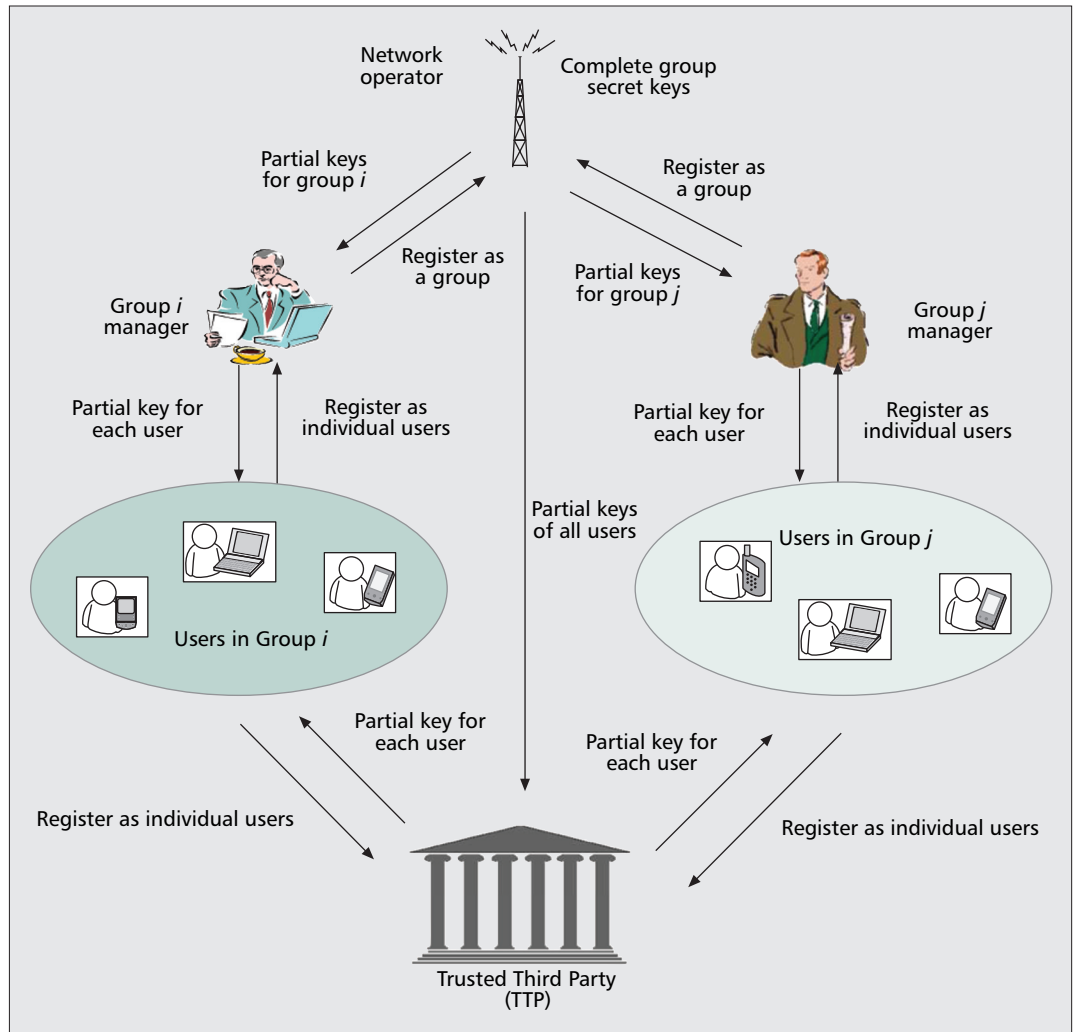 Network
operator
Complete group
secret keys
Partial keys
for group i
Register as
a group
Register as
a group
Partial keys
for group j
Group i
manager
Group j
manager
Partial key for
each user
Register as
individual users
Partial key for
each user
Register as
individual users
Partial keys
of all users
Users in Group j
Users in Group i
Partial key for
each user
Partial key for
each user
Register as individual users
Register as individual users
Trusted Third Party
(TTP)